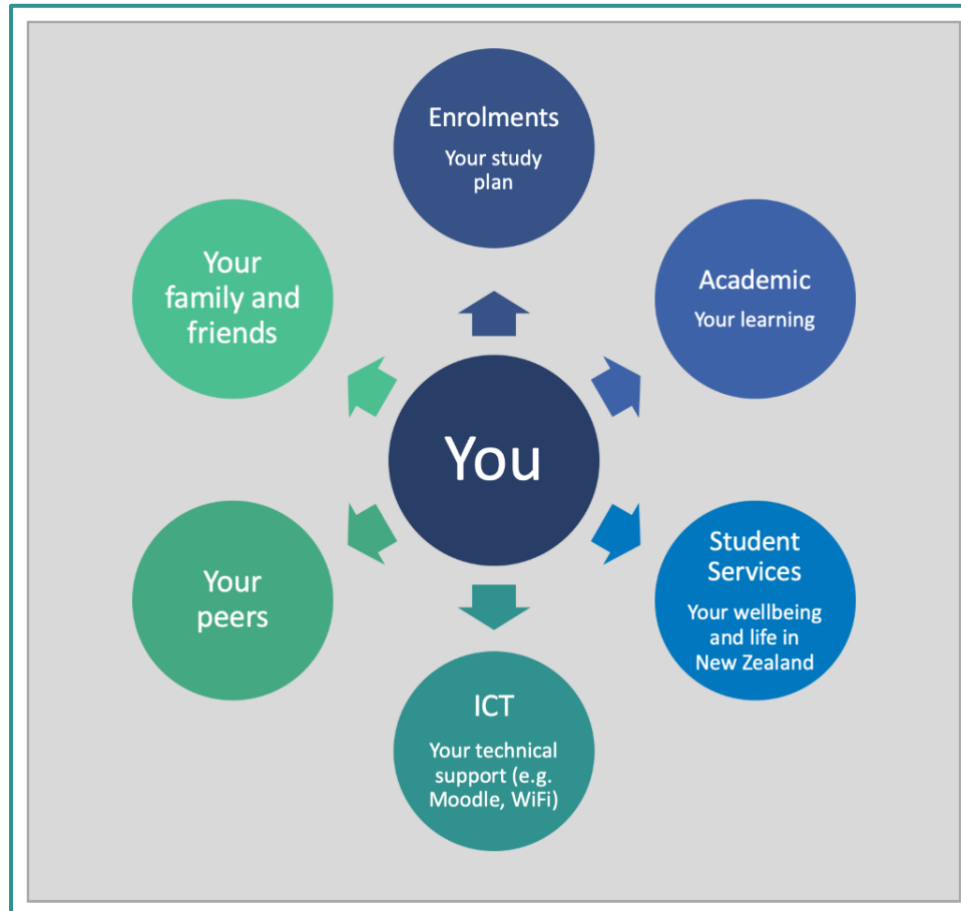 Enrolments
Your study
plan
Academic
Your learning
Student
Services
Your wellbeing
and life in
New Zealand
ICT
Your technical
support (e.g.
Moodle, WiFi)
Your
peers
Your
family and
friends
You